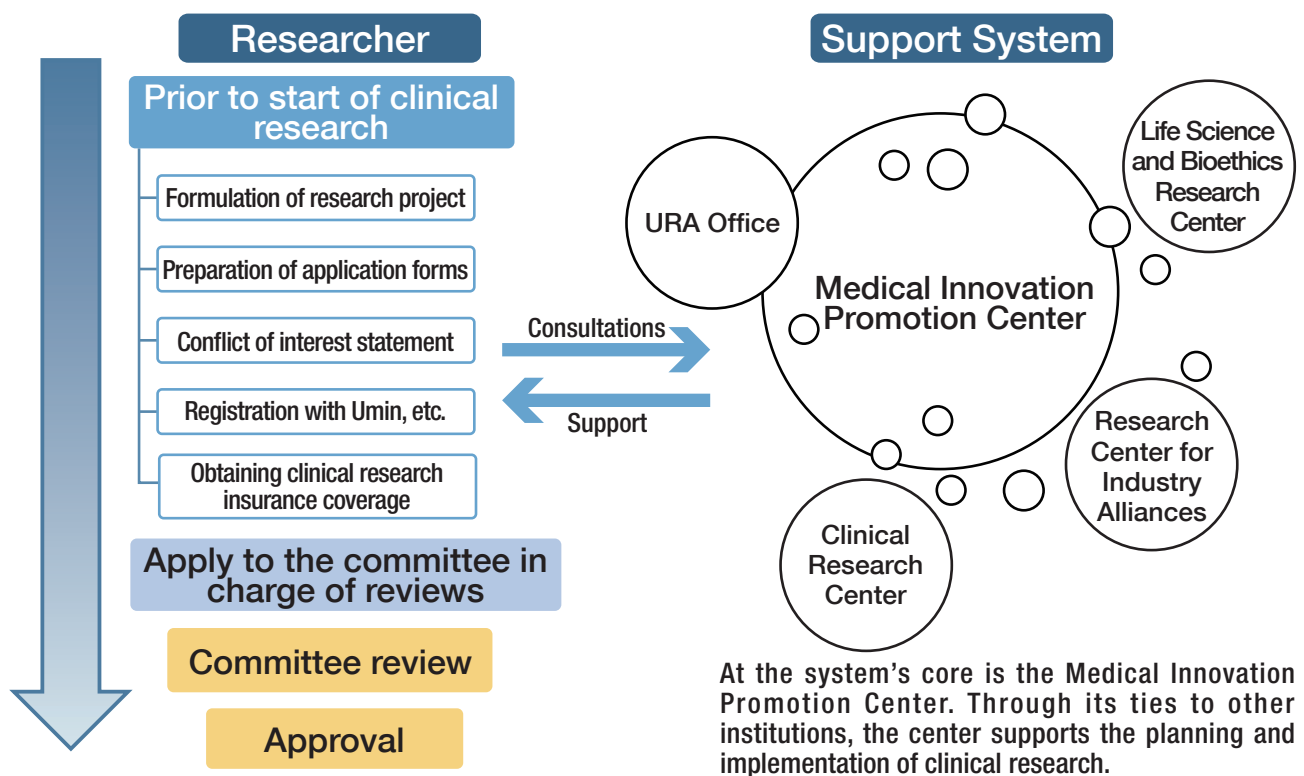 Researcher
Prior to start of clinical
research
Formulation of research project
Preparation of application forms
Conflict of interest statement
Registration with Umin, etc.
Obtaining clinical research
insurance coverage
Apply to the committee in
charge of reviews
Committee review
Approval
Consultations
Support
Support System
URA Office
Medical Innovation
Promotion Center
Life Science
and Bioethics
Research
Center
Research
Center for
Industry
Alliances
Clinical
Research
Center
At the system’s core is the Medical Innovation
Promotion Center. Through its ties to other
institutions, the center supports the planning and
implementation of clinical research.